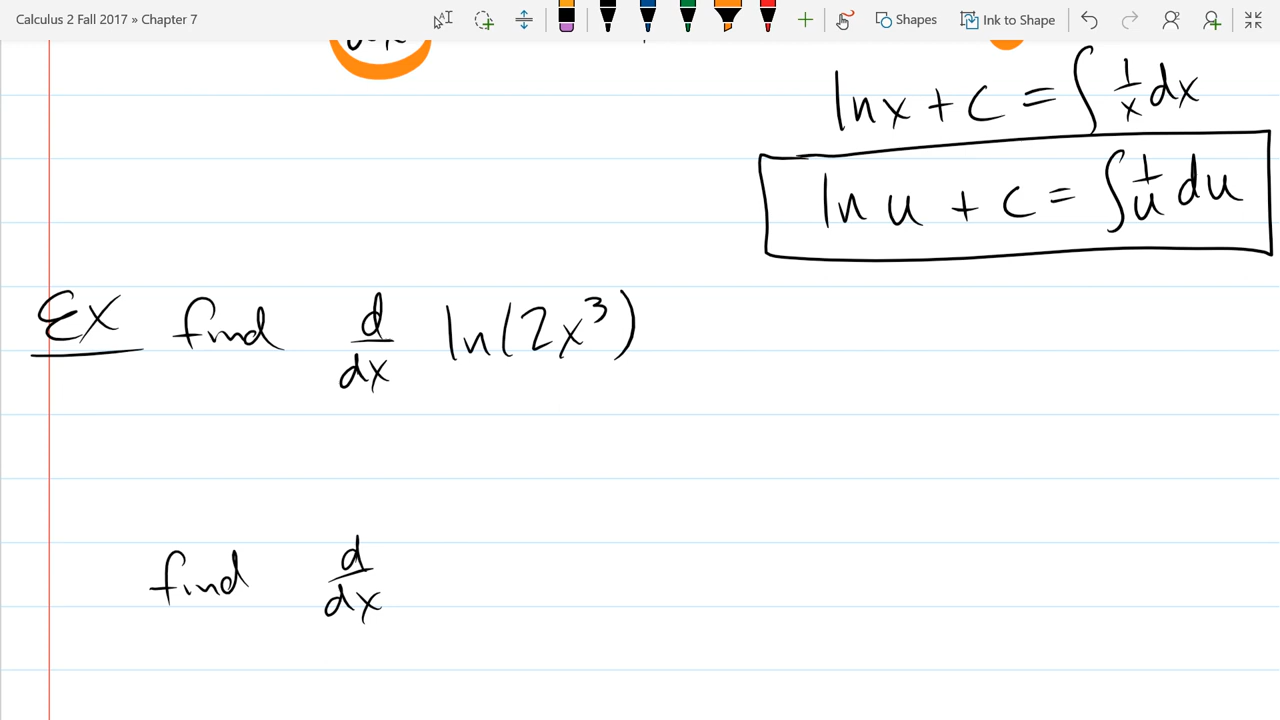 Calculus 2 Fall 2017 » Chapter 7
Shapes
Ink to Shape
ln x + c = ∫ 1/x dx
ln u + c = ∫ 1/u du
Ex find d/dx ln(2x³)
find d/dx